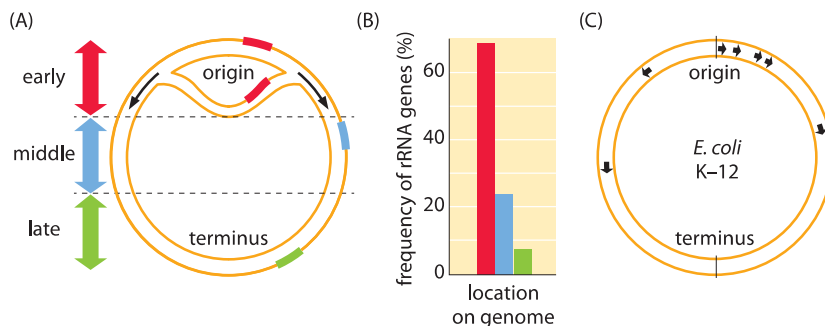 (A)
early
middle
late
origin
terminus
(B)
frequency of rRNA genes (%)
60
40
20
0
location
on genome
(C)
origin
E. coli
K–12
terminus